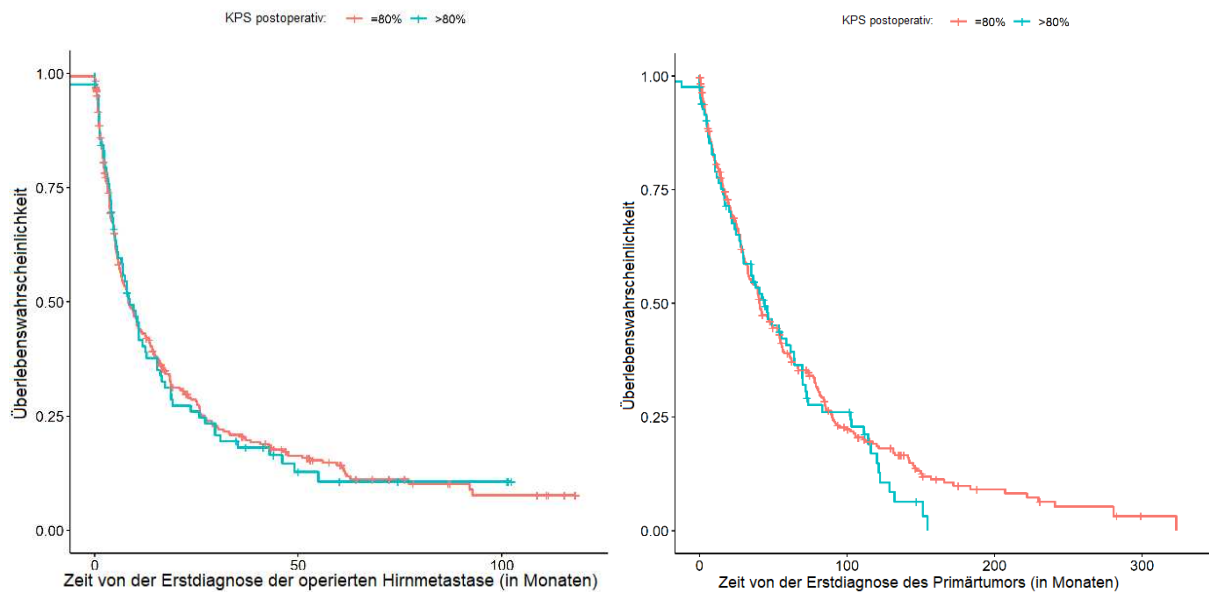 KPS postoperativ: =80% >80%
Überlebenswahrscheinlichkeit
1.00
0.75
0.50
0.25
0.00
0 50 100
Zeit von der Erstdiagnose der operierten Hirnmetastase (in Monaten)
KPS postoperativ: =80% >80%
Überlebenswahrscheinlichkeit
1.00
0.75
0.50
0.25
0.00
0 100 200 300
Zeit von der Erstdiagnose des Primärtumors (in Monaten)